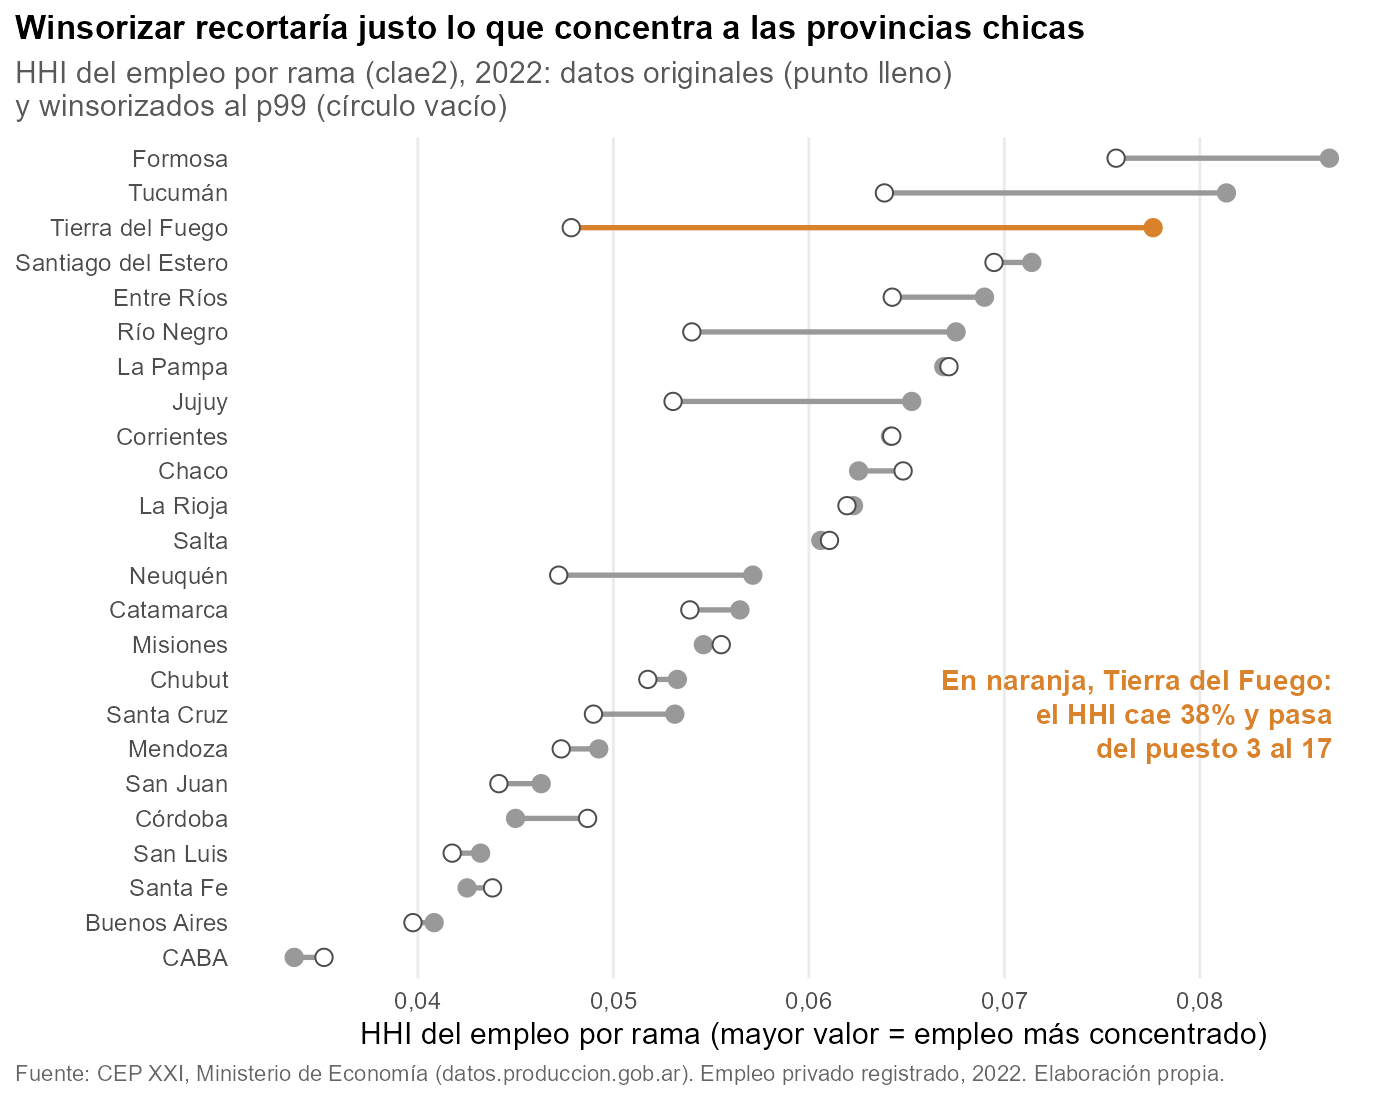 Winsorizar recortaría justo lo que concentra a las provincias chicas
HHI del empleo por rama (clae2), 2022: datos originales (punto lleno)
y winsorizados al p99 (círculo vacío)
Formosa
Tucumán
Tierra del Fuego
Santiago del Estero
Entre Ríos
Río Negro
La Pampa
Jujuy
Corrientes
Chaco
La Rioja
Salta
Neuquén
Catamarca
Misiones
Chubut
Santa Cruz
Mendoza
San Juan
Córdoba
San Luis
Santa Fe
Buenos Aires
CABA
En naranja, Tierra del Fuego:
el HHI cae 38% y pasa
del puesto 3 al 17
0,04 0,05 0,06 0,07 0,08
HHI del empleo por rama (mayor valor = empleo más concentrado)
Fuente: CEP XXI, Ministerio de Economía (datos.produccion.gob.ar). Empleo privado registrado, 2022. Elaboración propia.